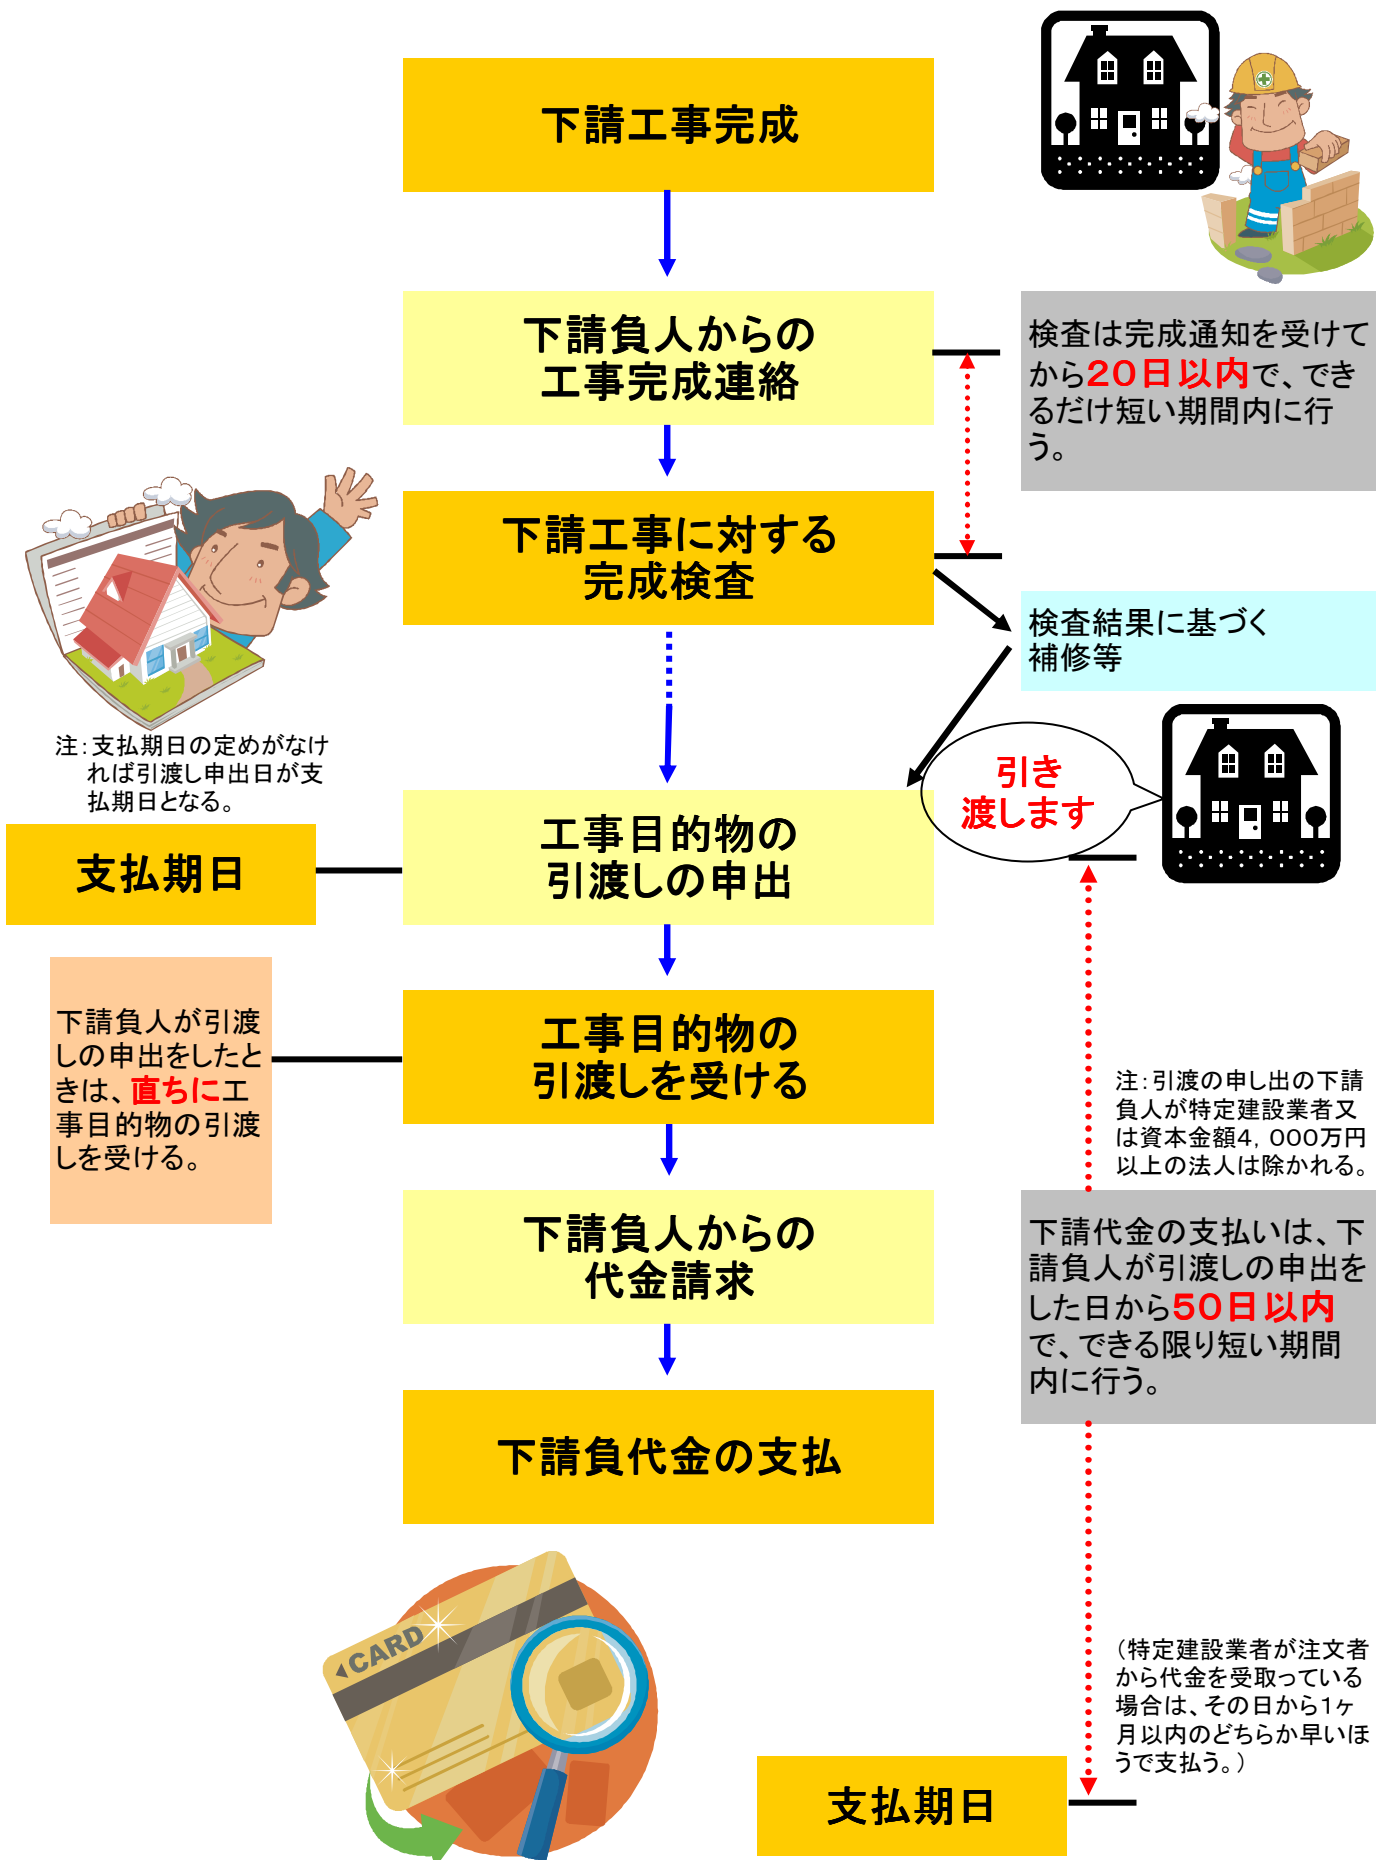 下請工事完成
下請負人からの
工事完成連絡
検査は完成通知を受けて
から20日以内で、でき
るだけ短い期間内に行
う。
下請工事に対する
完成検査
検査結果に基づく
補修等
注：支払期日の定めがなけ
れば引渡し申出日が支
払期日となる。
引き
渡します
支払期日
工事目的物の
引渡しの申出
下請負人が引渡
しの申出をしたと
きは、直ちに工
事目的物の引渡
しを受ける。
工事目的物の
引渡しを受ける
注：引渡の申し出の下請
負人が特定建設業者又
は資本金額4，000万円
以上の法人は除かれる。
下請負人からの
代金請求
下請代金の支払いは、下
請負人が引渡しの申出を
した日から50日以内
で、できる限り短い期間
内に行う。
下請負代金の支払
CARD
（特定建設業者が注文者
から代金を受取っている
場合は、その日から1ヶ
月以内のどちらか早いほ
うで支払う。）
支払期日